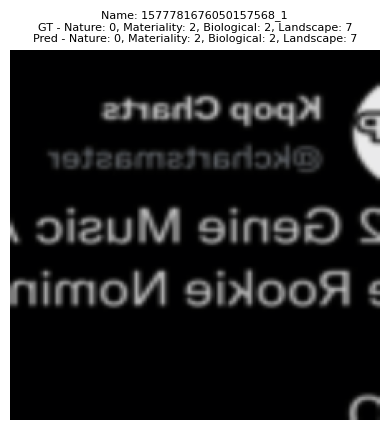 Name: 1577781676050157568_1
GT - Nature: 0, Materiality: 2, Biological: 2, Landscape: 7
Pred - Nature: 0, Materiality: 2, Biological: 2, Landscape: 7
Kpop Charts
@kchartsmaster
2 Genie Music A
e Rookie Nomin